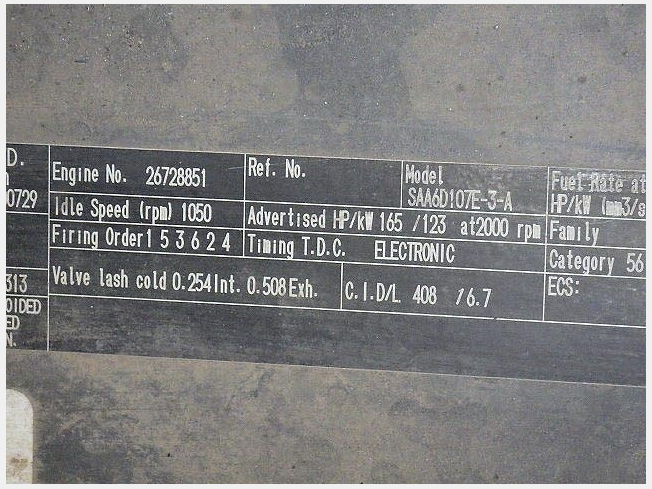 D. Engine No. 26728851 Ref. No. Model Fuel Rate at
0729 SAA6D107E-3-A HP/kW (mm3/s
Idle Speed (rpm) 1050 Advertised HP/kW 165 /123 at2000 rpm Family
Firing Order1 5 3 6 2 4 Timing T.D.C. ELECTRONIC Category 56
313 Valve lash cold 0.254Int. 0.508Exh. C.I.D/L 408 /6.7 ECS:
OIDED
ED
N.